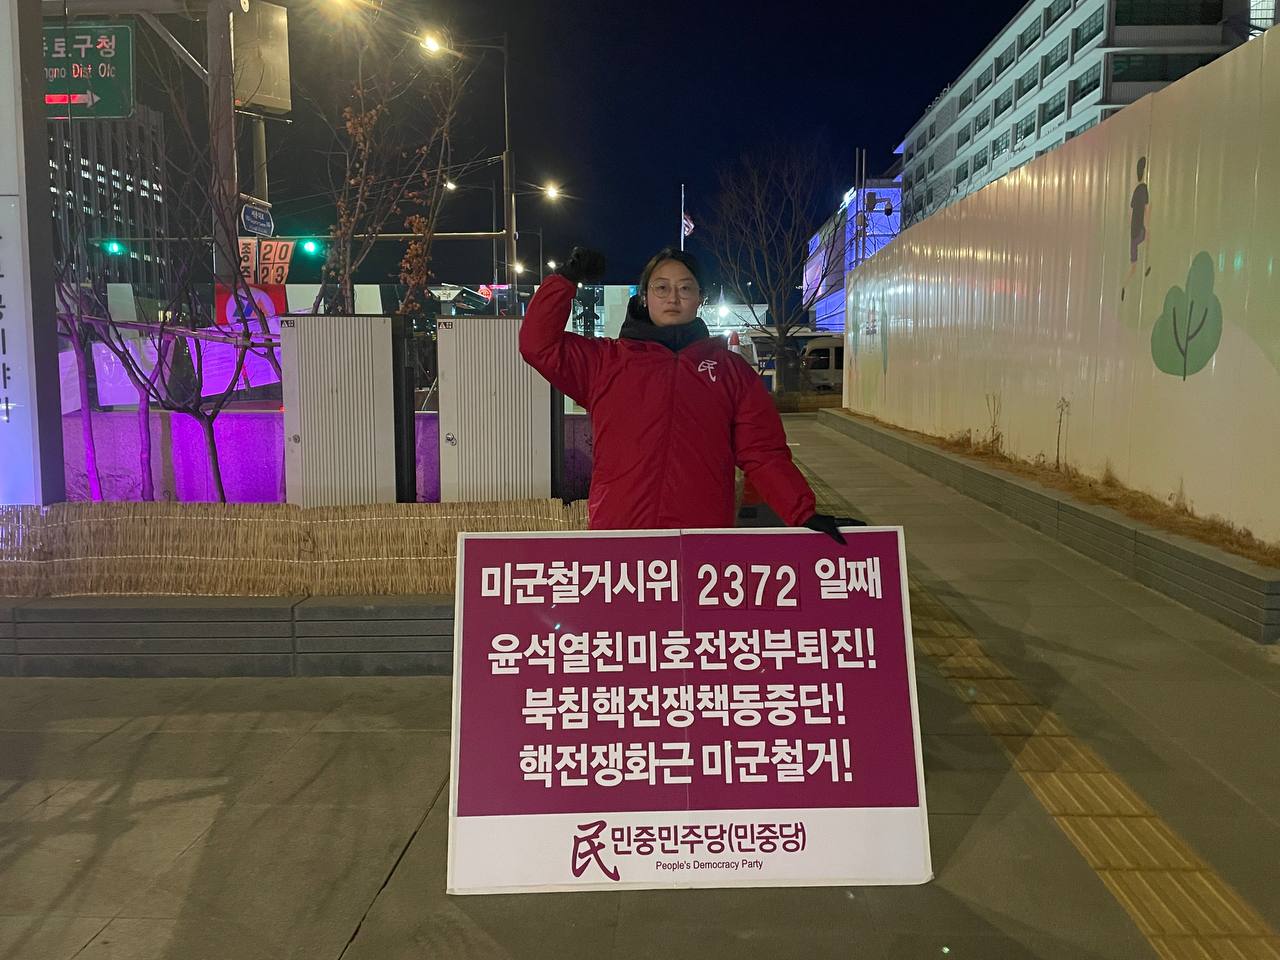 종로구청
Jongno Dist Ofc
20
23
民
미군철거시위 2372 일째
윤석열친미호전정부퇴진!
북침핵전쟁책동중단!
핵전쟁화근 미군철거!
民 민중민주당(민중당)
People's Democracy Party